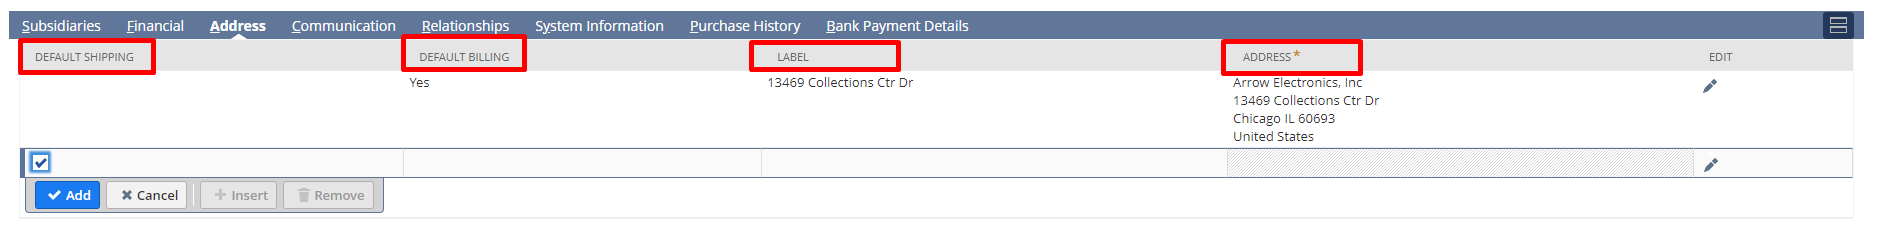 Subsidiaries Financial Address Communication Relationships System Information Purchase History Bank Payment Details
DEFAULT SHIPPING DEFAULT BILLING LABEL ADDRESS* EDIT
Yes 13469 Collections Ctr Dr Arrow Electronics, Inc
13469 Collections Ctr Dr
Chicago IL 60693
United States
Add Cancel Insert Remove